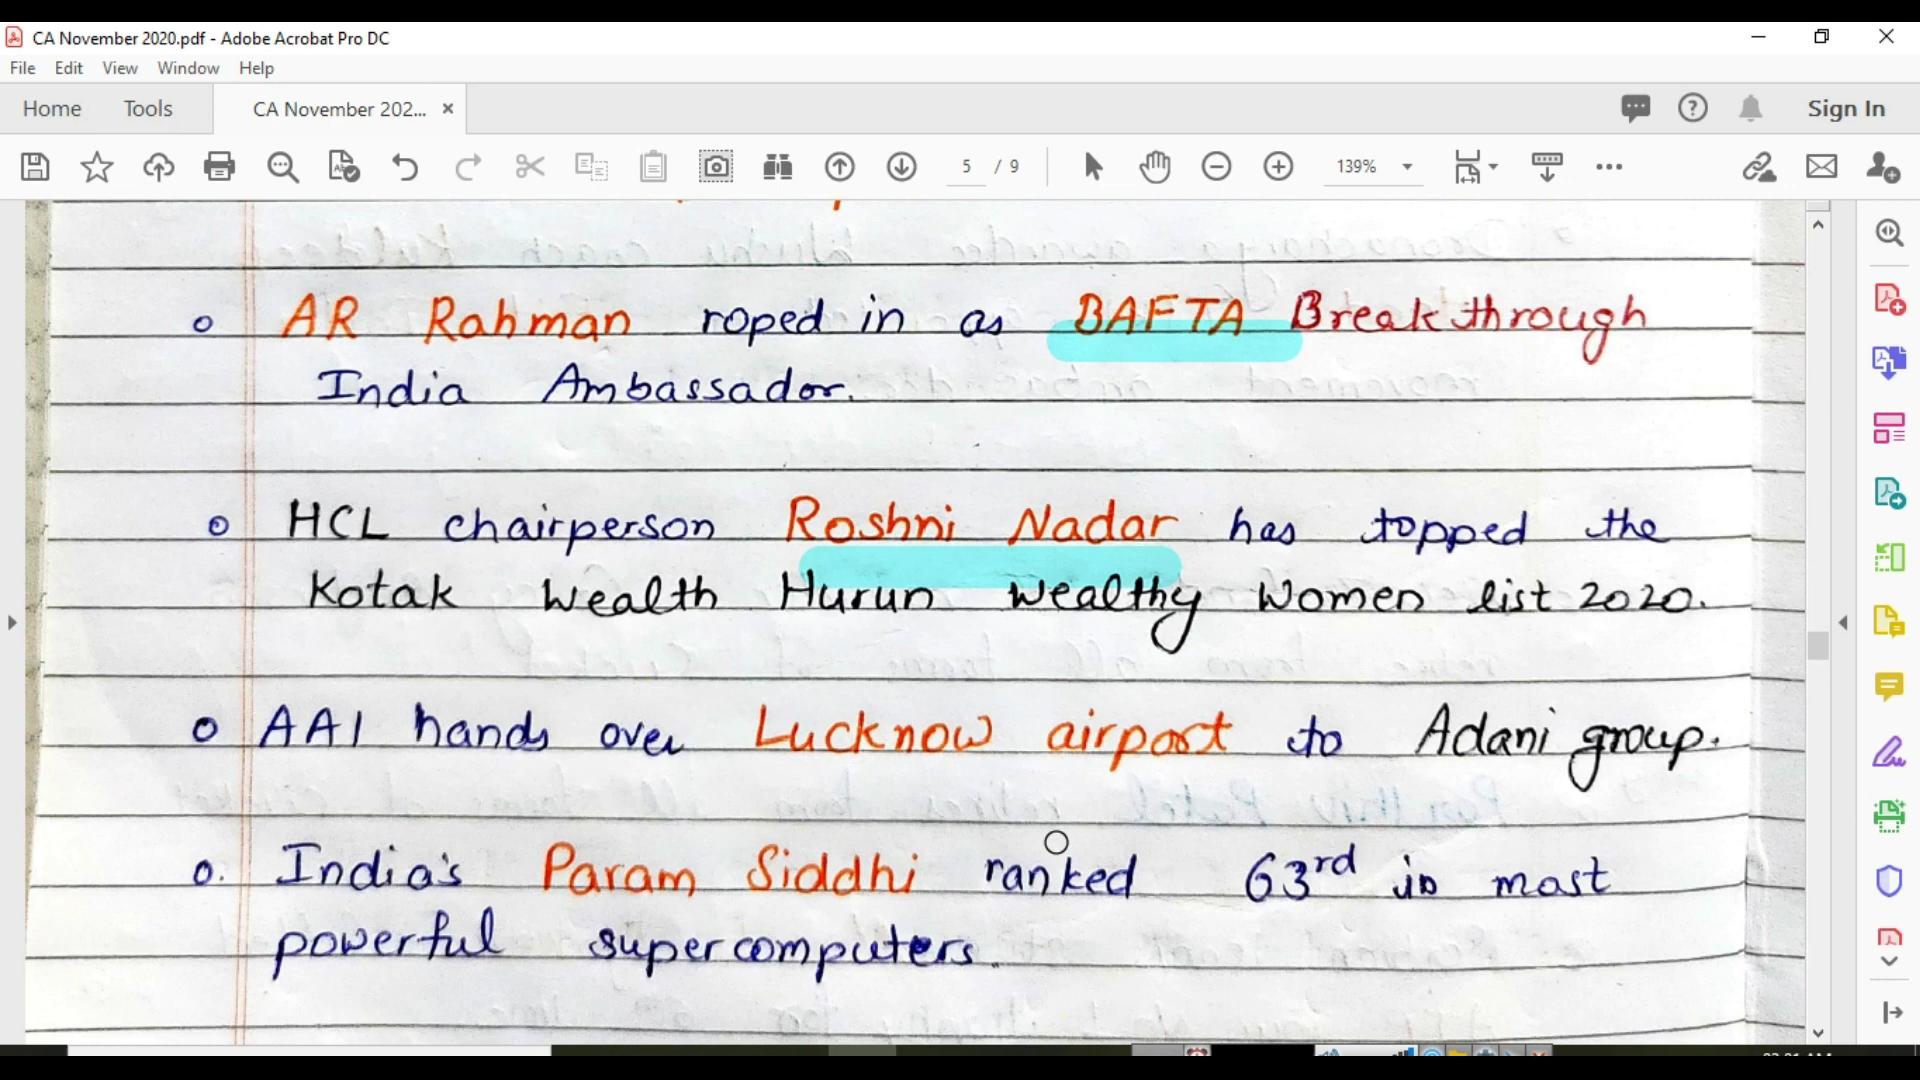 CA November 2020.pdf - Adobe Acrobat Pro DC
File Edit View Window Help
Home Tools CA November 202... × Sign In
5 / 9 139%
AR Rahman roped in as BAFTA Breakthrough
India Ambassador.
HCL chairperson Roshni Nadar has topped the
Kotak Wealth Hurun Wealthy Women list 2020.
AAI hands over Lucknow airport to Adani group.
India's Param Siddhi ranked 63rd in most
powerful supercomputers.